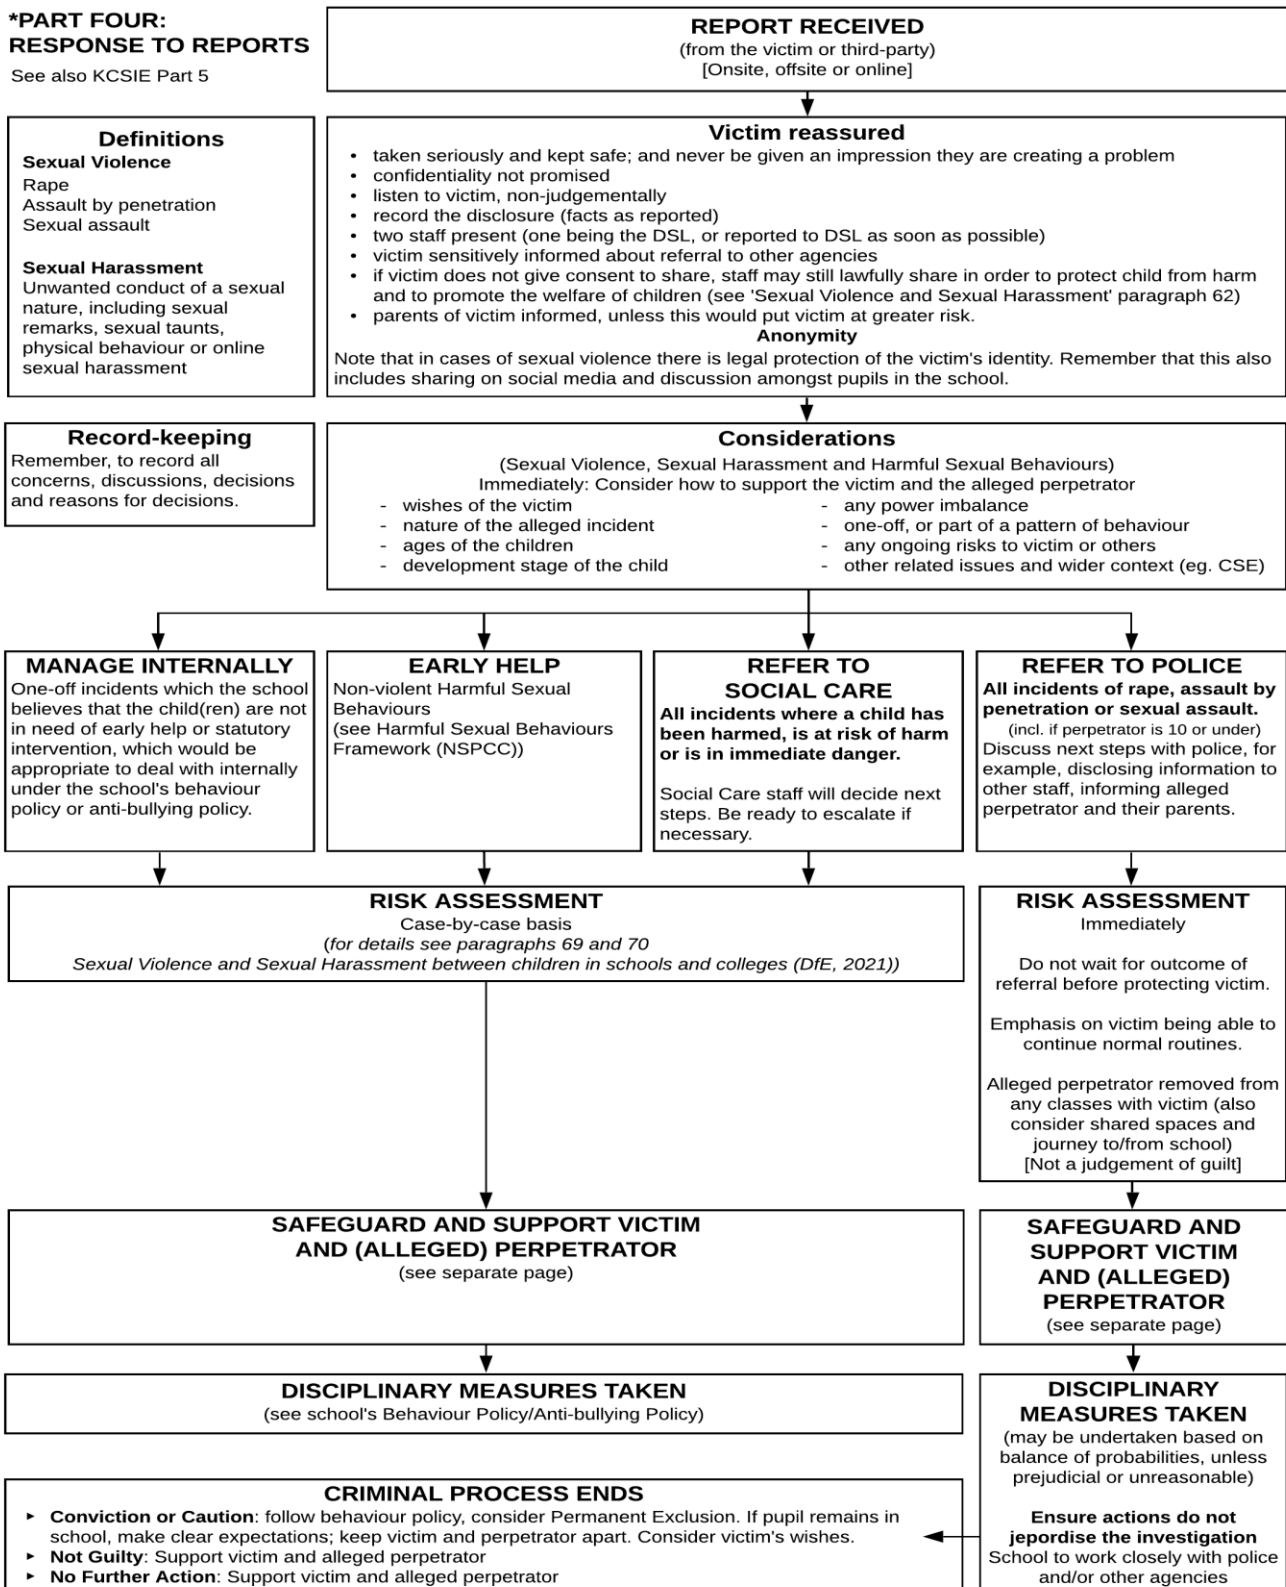 *PART FOUR:
RESPONSE TO REPORTS
See also KCSIE Part 5
REPORT RECEIVED
(from the victim or third-party)
[Onsite, offsite or online]
Definitions
Sexual Violence
Rape
Assault by penetration
Sexual assault
Sexual Harassment
Unwanted conduct of a sexual
nature, including sexual
remarks, sexual taunts,
physical behaviour or online
sexual harassment
Victim reassured
• taken seriously and kept safe; and never be given an impression they are creating a problem
• confidentiality not promised
• listen to victim, non-judgementally
• record the disclosure (facts as reported)
• two staff present (one being the DSL, or reported to DSL as soon as possible)
• victim sensitively informed about referral to other agencies
• if victim does not give consent to share, staff may still lawfully share in order to protect child from harm
and to promote the welfare of children (see 'Sexual Violence and Sexual Harassment' paragraph 62)
• parents of victim informed, unless this would put victim at greater risk.
Anonymity
Note that in cases of sexual violence there is legal protection of the victim's identity. Remember that this also
includes sharing on social media and discussion amongst pupils in the school.
Record-keeping
Remember, to record all
concerns, discussions, decisions
and reasons for decisions.
Considerations
(Sexual Violence, Sexual Harassment and Harmful Sexual Behaviours)
Immediately: Consider how to support the victim and the alleged perpetrator
- wishes of the victim
- nature of the alleged incident
- ages of the children
- development stage of the child
- any power imbalance
- one-off, or part of a pattern of behaviour
- any ongoing risks to victim or others
- other related issues and wider context (eg. CSE)
MANAGE INTERNALLY
One-off incidents which the school
believes that the child(ren) are not
in need of early help or statutory
intervention, which would be
appropriate to deal with internally
under the school's behaviour
policy or anti-bullying policy.
EARLY HELP
Non-violent Harmful Sexual
Behaviours
(see Harmful Sexual Behaviours
Framework (NSPCC))
REFER TO
SOCIAL CARE
All incidents where a child has
been harmed, is at risk of harm
or is in immediate danger.
Social Care staff will decide next
steps. Be ready to escalate if
necessary.
REFER TO POLICE
All incidents of rape, assault by
penetration or sexual assault.
(incl. if perpetrator is 10 or under)
Discuss next steps with police, for
example, disclosing information to
other staff, informing alleged
perpetrator and their parents.
RISK ASSESSMENT
Case-by-case basis
(for details see paragraphs 69 and 70
Sexual Violence and Sexual Harassment between children in schools and colleges (DfE, 2021))
RISK ASSESSMENT
Immediately
Do not wait for outcome of
referral before protecting victim.
Emphasis on victim being able to
continue normal routines.
Alleged perpetrator removed from
any classes with victim (also
consider shared spaces and
journey to/from school)
[Not a judgement of guilt]
SAFEGUARD AND SUPPORT VICTIM
AND (ALLEGED) PERPETRATOR
(see separate page)
SAFEGUARD AND
SUPPORT VICTIM
AND (ALLEGED)
PERPETRATOR
(see separate page)
DISCIPLINARY MEASURES TAKEN
(see school's Behaviour Policy/Anti-bullying Policy)
DISCIPLINARY
MEASURES TAKEN
(may be undertaken based on
balance of probabilities, unless
prejudicial or unreasonable)
Ensure actions do not
jepordise the investigation
School to work closely with police
and/or other agencies
CRIMINAL PROCESS ENDS
▸ Conviction or Caution: follow behaviour policy, consider Permanent Exclusion. If pupil remains in
school, make clear expectations; keep victim and perpetrator apart. Consider victim's wishes.
▸ Not Guilty: Support victim and alleged perpetrator
▸ No Further Action: Support victim and alleged perpetrator